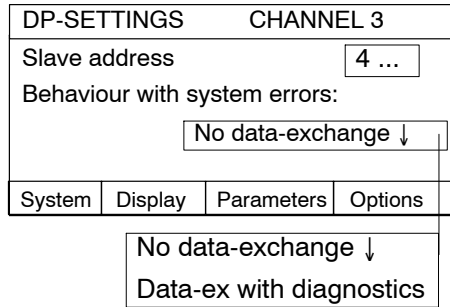 DP-SETTINGS CHANNEL 3
Slave address 4 ...
Behaviour with system errors:
No data-exchange ↓
System Display Parameters Options
No data-exchange ↓
Data-ex with diagnostics